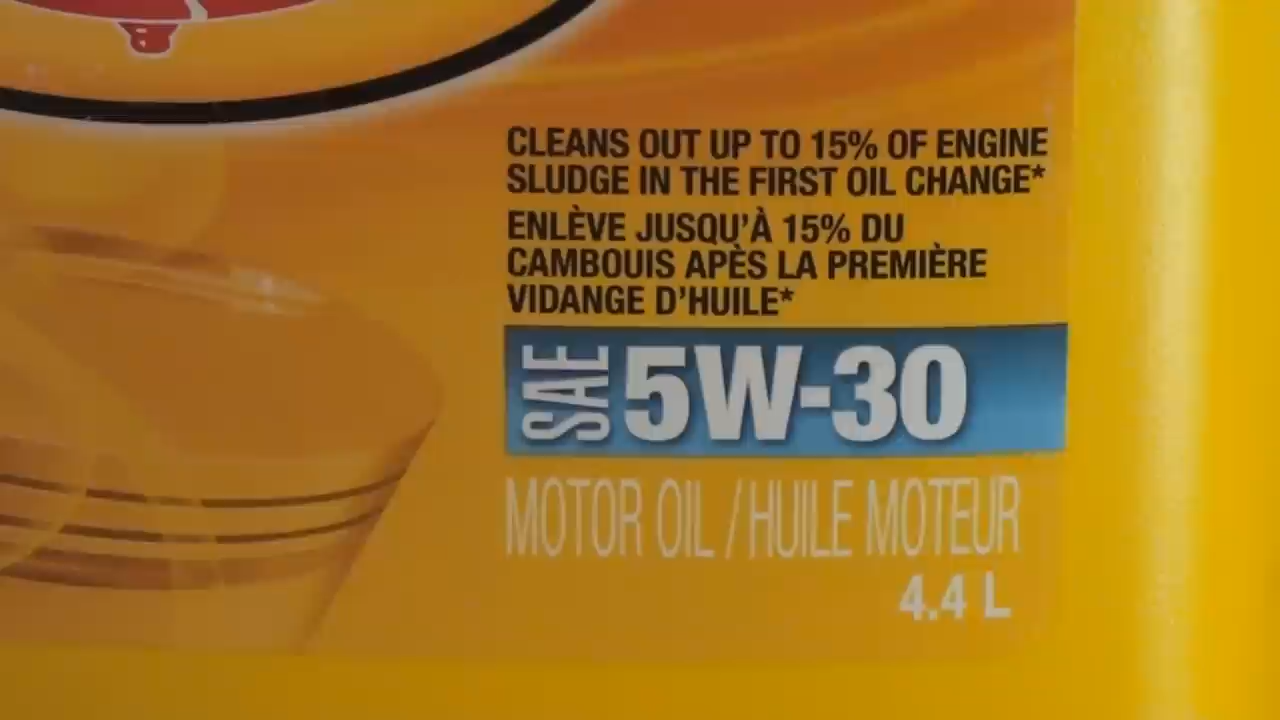 CLEANS OUT UP TO 15% OF ENGINE
SLUDGE IN THE FIRST OIL CHANGE*
ENLÈVE JUSQU'À 15% DU
CAMBOUIS APÈS LA PREMIÈRE
VIDANGE D'HUILE*
SAE 5W-30
MOTOR OIL / HUILE MOTEUR
4.4 L